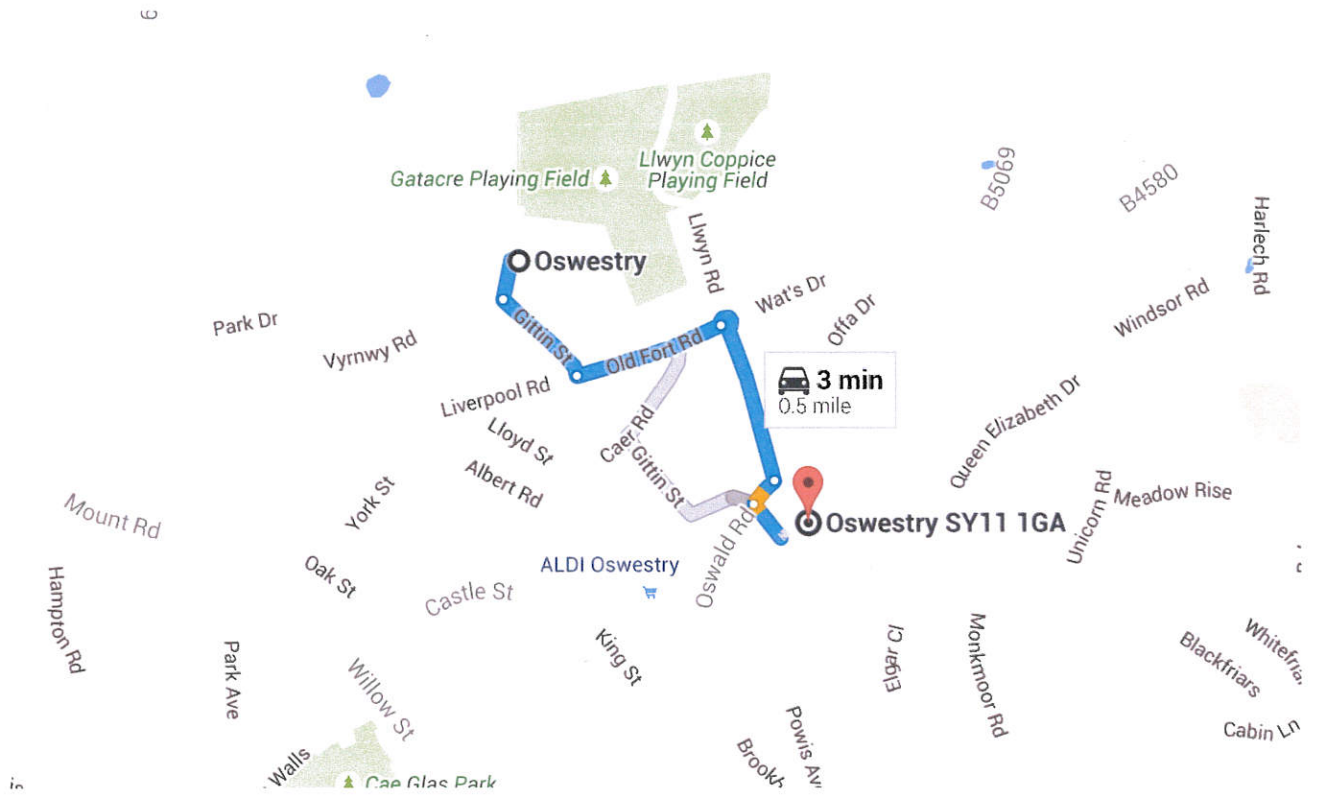 Llwyn Coppice
Playing Field
Gatacre Playing Field
B5069
B4580
Harlech Rd
Llwyn Rd
Oswestry
Wat's Dr
Offa Dr
Windsor Rd
Park Dr
Vyrnwy Rd
Gittin St
Old Fort Rd
3 min
0.5 mile
Liverpool Rd
Lloyd St
Caer Rd
Queen Elizabeth Dr
Albert Rd
Gittin St
York St
Mount Rd
Unicorn Rd
Meadow Rise
Oswestry SY11 1GA
Oswald Rd
ALDI Oswestry
Oak St
Castle St
Hampton Rd
Park Ave
King St
Willow St
Elgar Cl
Monkmoor Rd
Blackfriars
Cabin Ln
Powis Av
Walls
Cae Glas Park